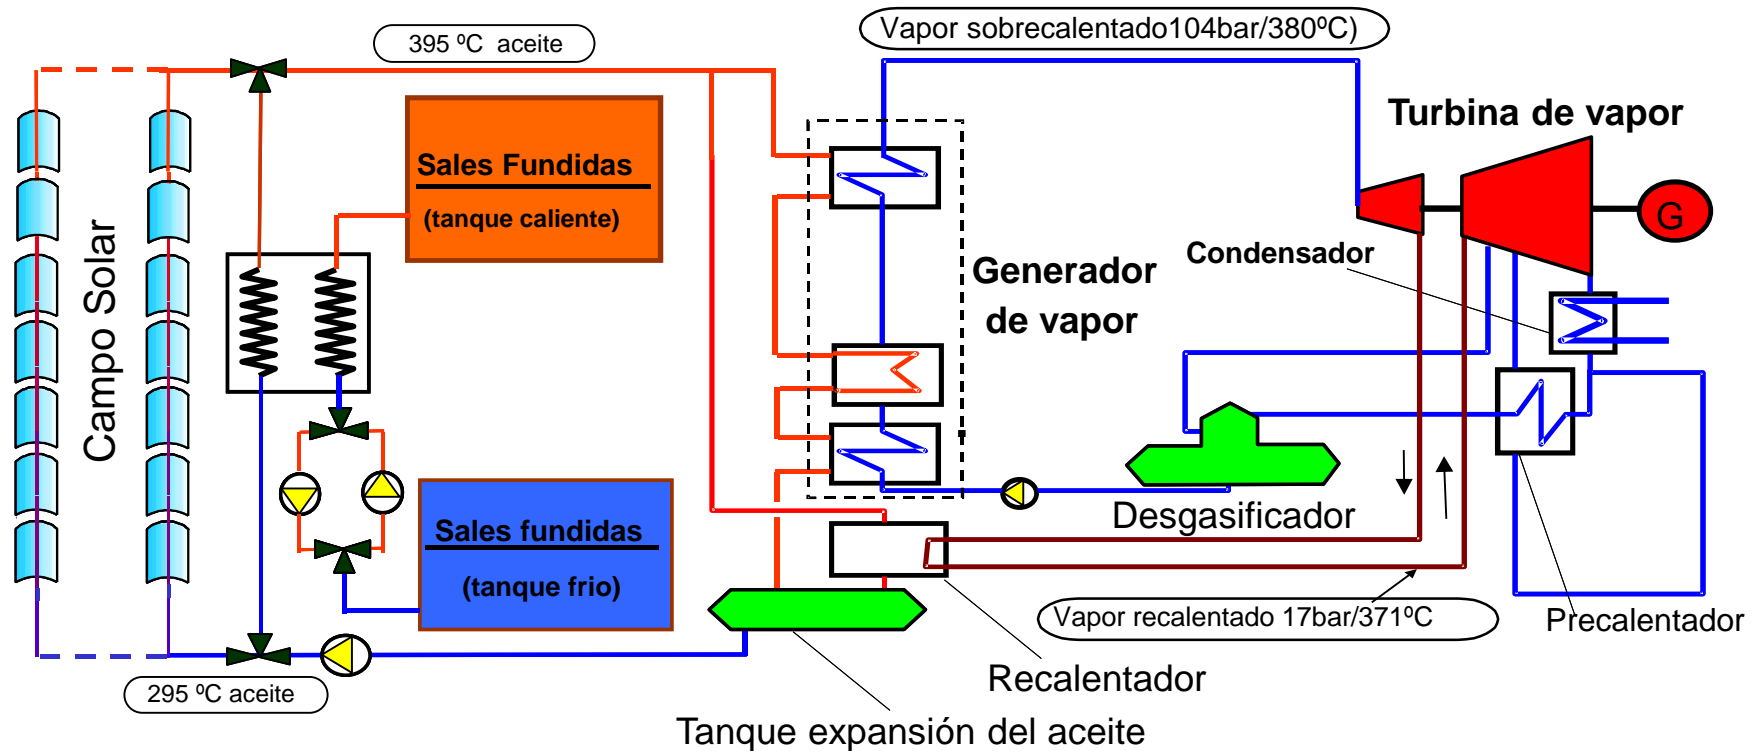 395 ºC aceite
Vapor sobrecalentado104bar/380ºC)
Turbina de vapor
Sales Fundidas
(tanque caliente)
G
Campo Solar
Condensador
Generador
de vapor
Desgasificador
Sales fundidas
(tanque frio)
Vapor recalentado 17bar/371ºC
Precalentador
Recalentador
295 ºC aceite
Tanque expansión del aceite